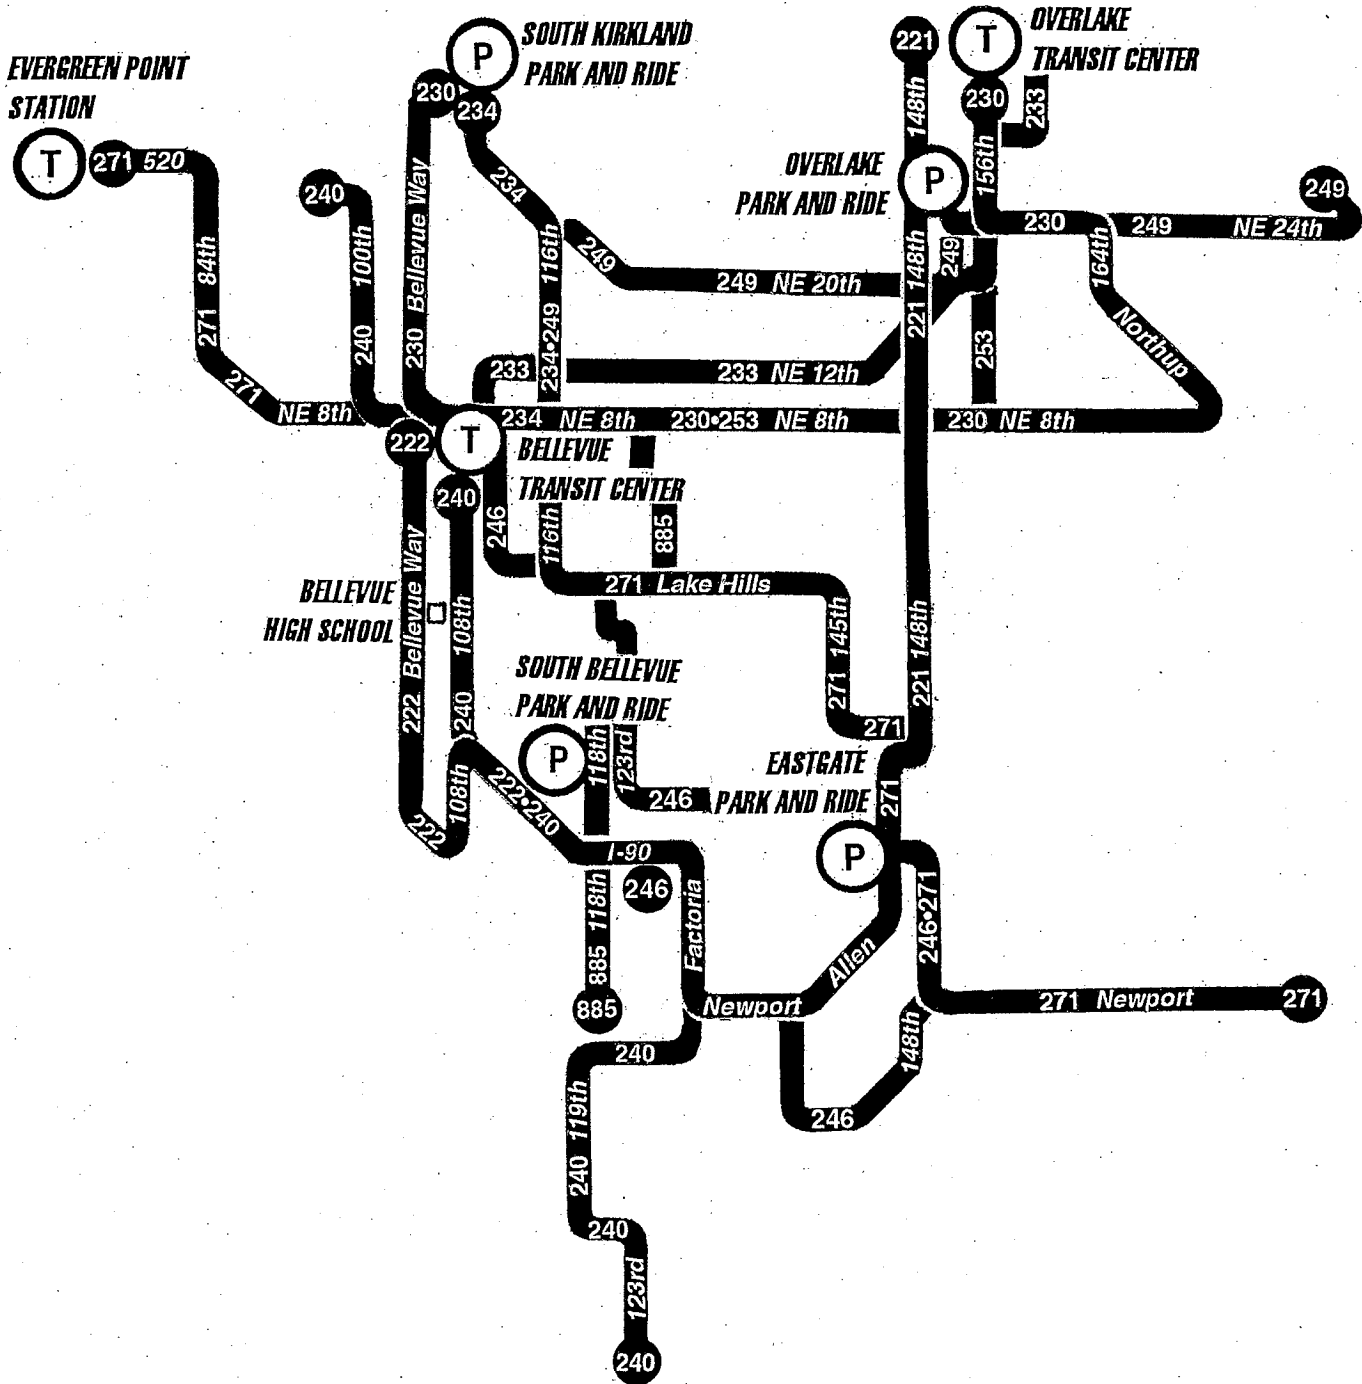 SOUTH KIRKLAND
PARK AND RIDE
P
221
T
OVERLAKE
TRANSIT CENTER
EVERGREEN POINT
STATION
T
271 520
230
234
148th
230
233
156th
OVERLAKE
PARK AND RIDE
P
240
249
234
Bellevue Way
84th
100th
116th
249
230
249 NE 24th
148th
249
164th
271
240
230
249 NE 20th
221
234•249
253
Northup
233
233 NE 12th
271
NE 8th
234 NE 8th
230•253 NE 8th
230 NE 8th
222
T
BELLEVUE
TRANSIT CENTER
240
246
116th
885
271 Lake Hills
BELLEVUE
HIGH SCHOOL
Bellevue Way
108th
145th
148th
SOUTH BELLEVUE
PARK AND RIDE
222
240
271
221
271
P
118th
123rd
EASTGATE
PARK AND RIDE
271
246
222•240
108th
222
I-90
P
246
118th
Factoria
246•271
885
Allen
885
Newport
271 Newport
271
240
148th
119th
246
240
240
123rd
240